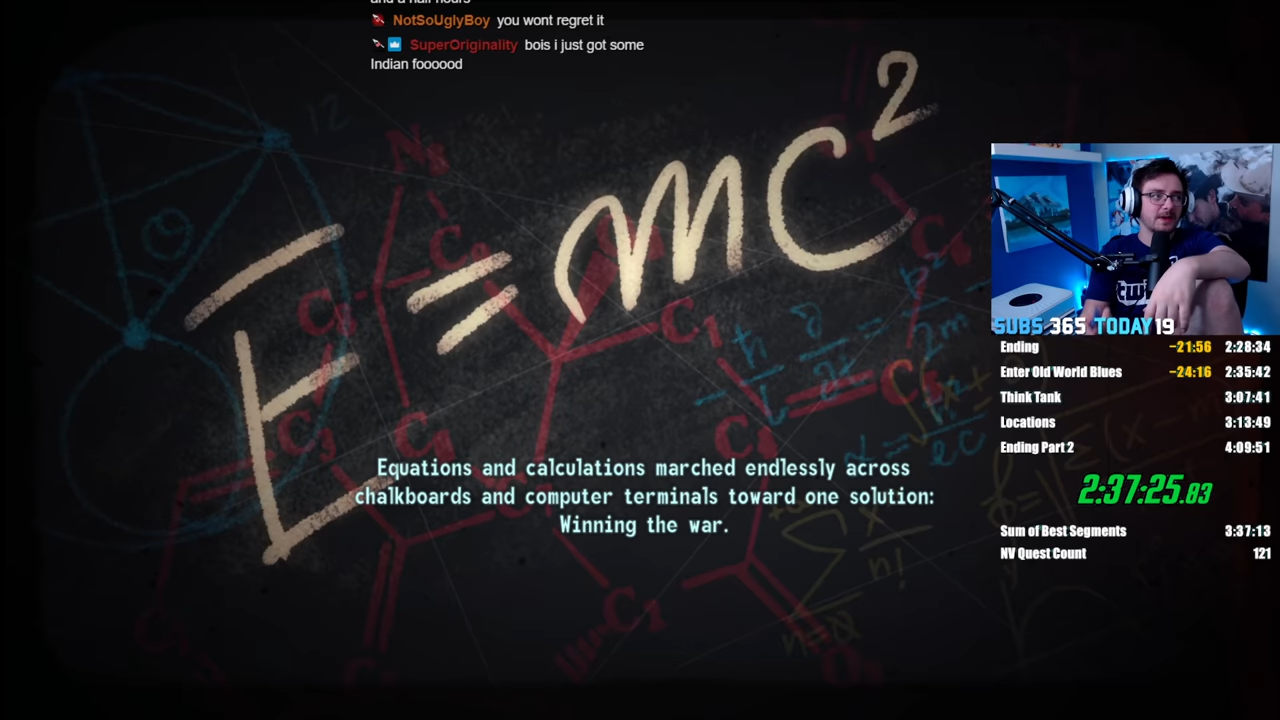 and a half hours
NotSoUglyBoy you wont regret it
SuperOriginality bois i just got some
Indian foooood
E=mc²
Equations and calculations marched endlessly across
chalkboards and computer terminals toward one solution:
Winning the war.
SUBS 365 TODAY 19
Ending -21:56 2:28:34
Enter Old World Blues -24:16 2:35:42
Think Tank 3:07:41
Locations 3:13:49
Ending Part 2 4:09:51
2:37:25.83
Sum of Best Segments 3:37:13
NV Quest Count 121